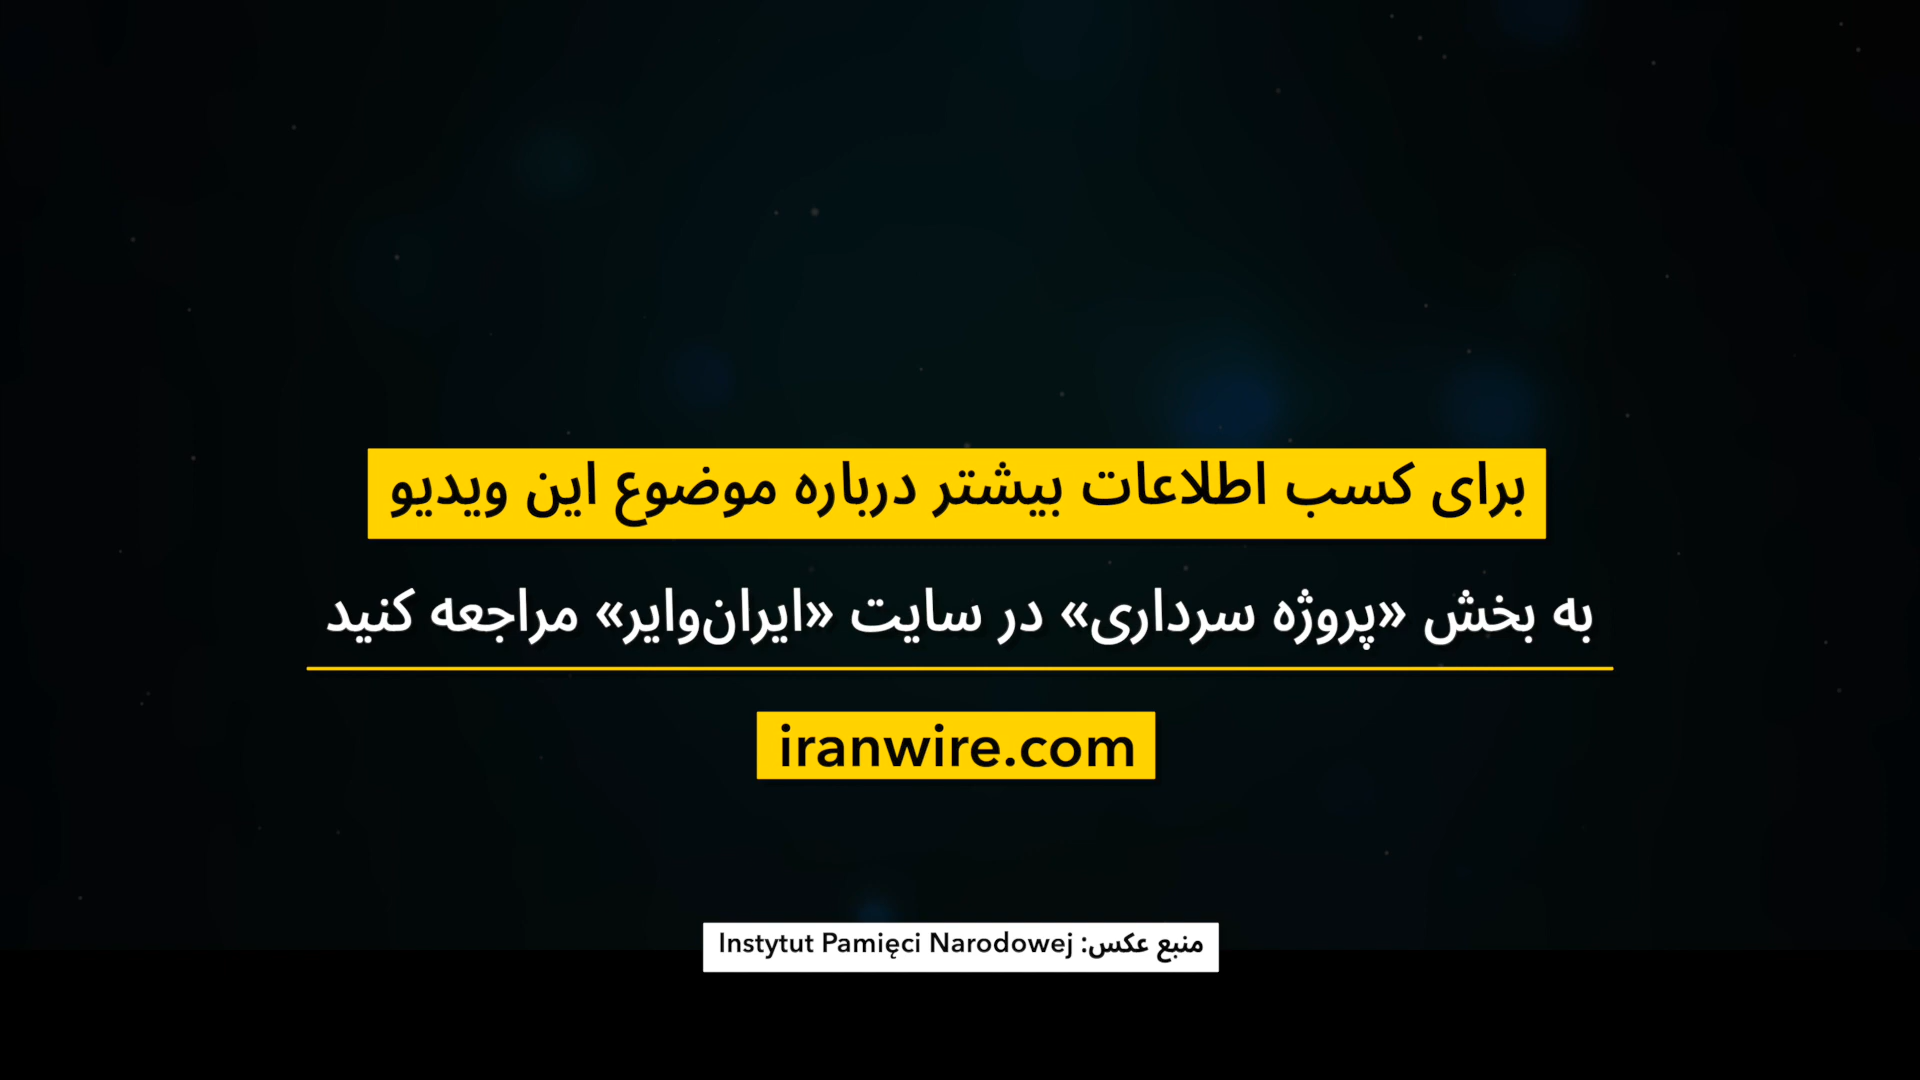 برای کسب اطلاعات بیشتر درباره موضوع این ویدیو
به بخش «پروژه سرداری» در سایت «ایران‌وایر» مراجعه کنید
iranwire.com
منبع عکس: Instytut Pamięci Narodowej